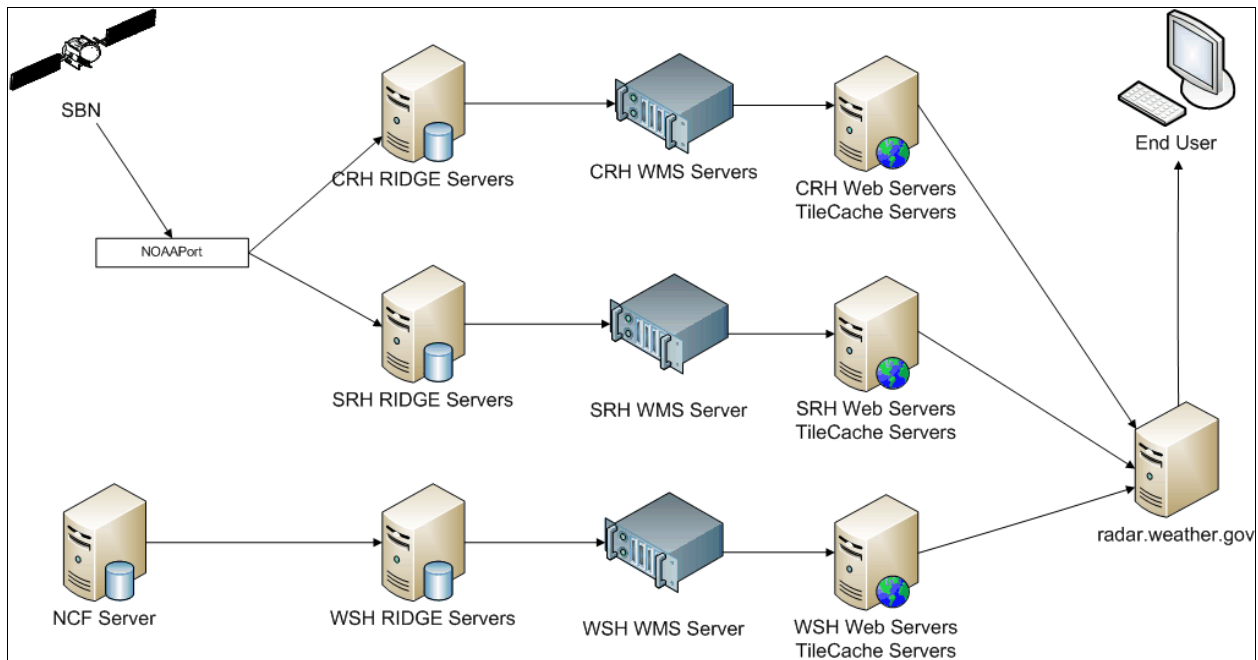 SBN
NOAAPort
CRH RIDGE Servers
CRH WMS Servers
CRH Web Servers
TileCache Servers
End User
SRH RIDGE Servers
SRH WMS Server
SRH Web Servers
TileCache Servers
radar.weather.gov
NCF Server
WSH RIDGE Servers
WSH WMS Server
WSH Web Servers
TileCache Servers